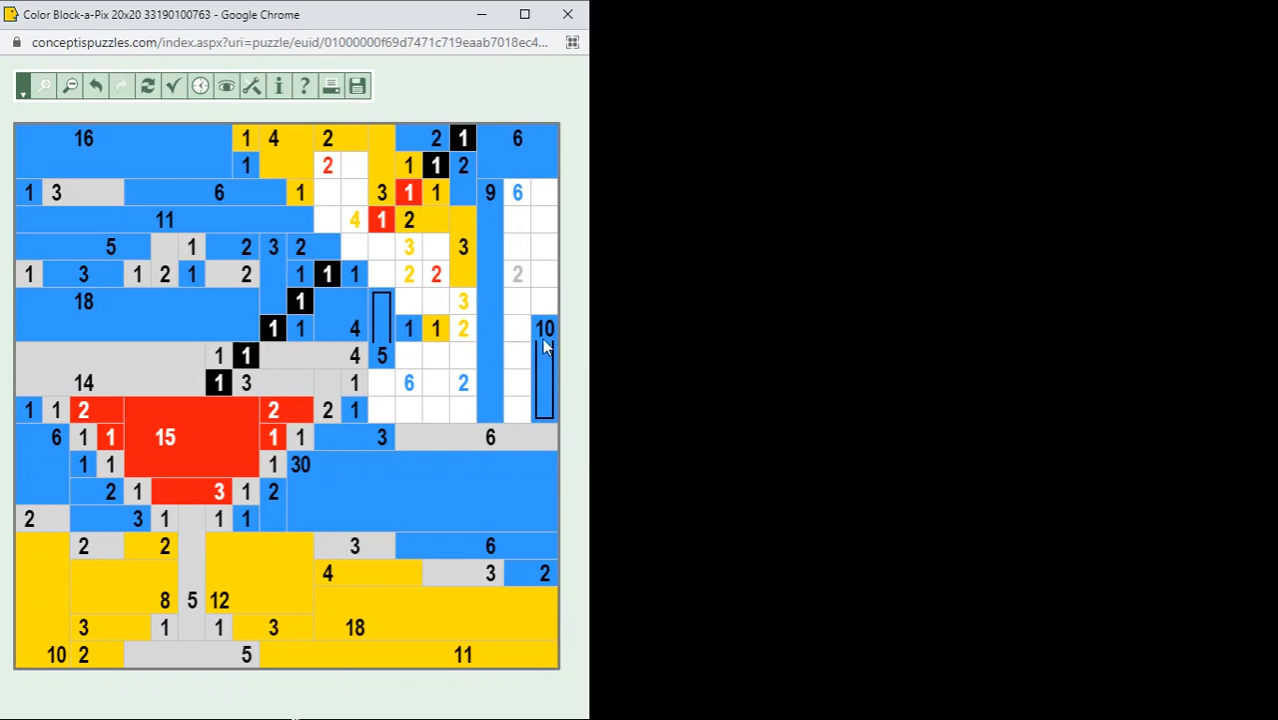 Color Block-a-Pix 20x20 33190100763 - Google Chrome
conceptispuzzles.com/index.aspx?uri=puzzle/euid/01000000f69d7471c719eaab7018ec4...
16 1 4 2 2 1 6
1 2 1 1 2
1 3 6 1 3 1 1 9 6
11 4 1 2
5 1 2 3 2 3 3
1 3 1 2 1 2 1 1 1 2 2 2
18 1 3
1 1 4 1 1 2 10
1 1 4 5
14 1 3 1 6 2
1 1 2 2 2 1
6 1 1 15 1 1 3 6
1 1 1 30
2 1 3 1 2
2 3 1 1 1
2 2 3 6
4 3 2
8 5 12
3 1 1 3 18
10 2 5 11